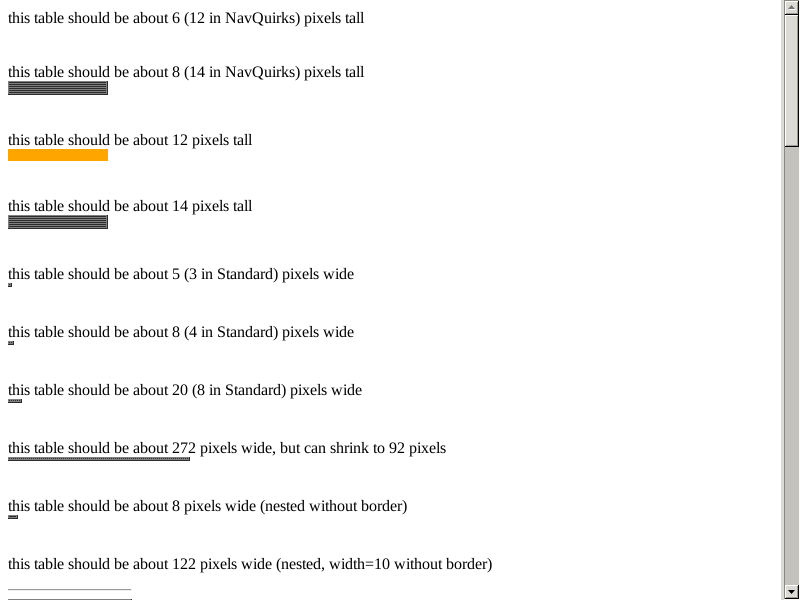 this table should be about 6 (12 in NavQuirks) pixels tall
this table should be about 8 (14 in NavQuirks) pixels tall
this table should be about 12 pixels tall
this table should be about 14 pixels tall
this table should be about 5 (3 in Standard) pixels wide
this table should be about 8 (4 in Standard) pixels wide
this table should be about 20 (8 in Standard) pixels wide
this table should be about 272 pixels wide, but can shrink to 92 pixels
this table should be about 8 pixels wide (nested without border)
this table should be about 122 pixels wide (nested, width=10 without border)